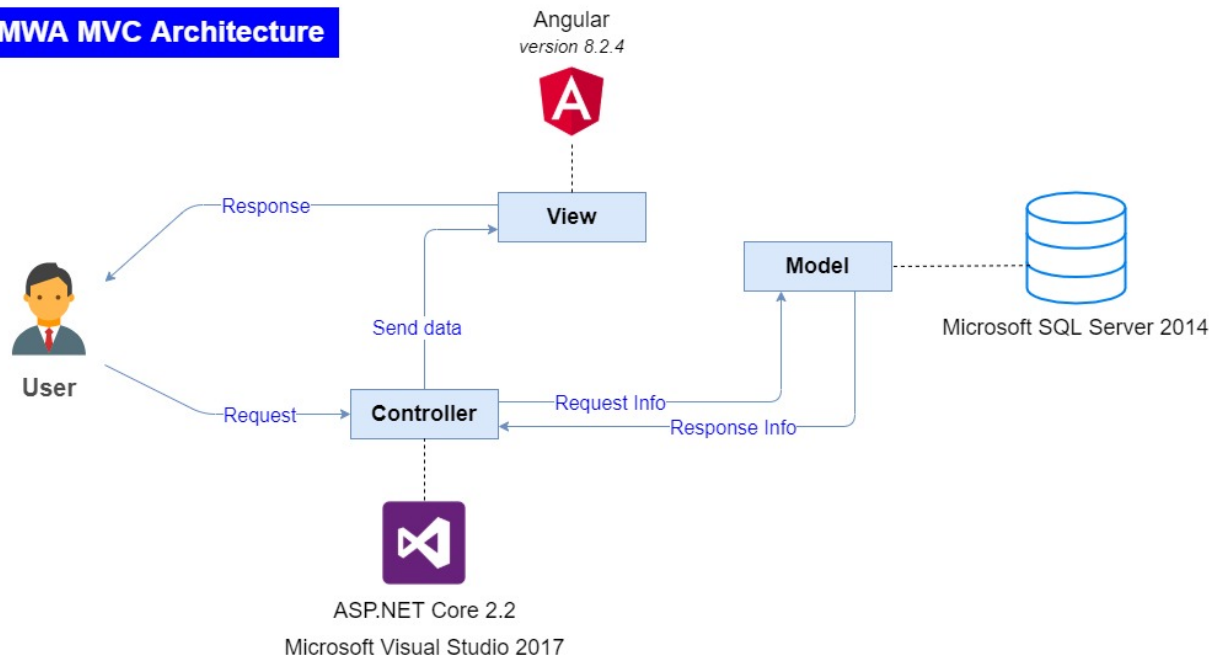 MWA MVC Architecture
Angular
version 8.2.4
A
Response
View
Model
Send data
Microsoft SQL Server 2014
User
Request
Controller
Request Info
Response Info
ASP.NET Core 2.2
Microsoft Visual Studio 2017